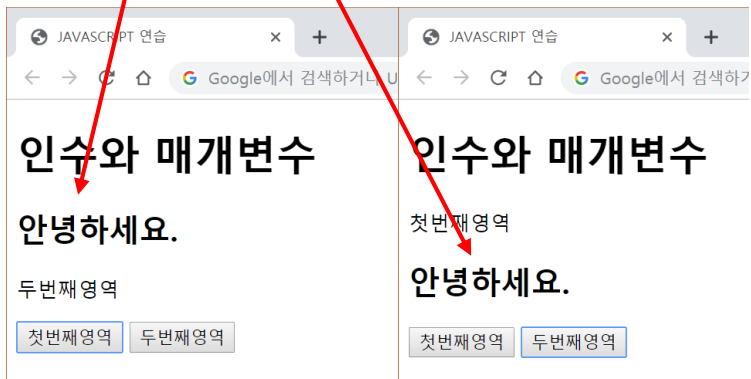 JAVASCRIPT 연습
Google에서 검색하거나 U
인수와 매개변수
안녕하세요.
두번째영역
첫번째영역 두번째영역
JAVASCRIPT 연습
Google에서 검색하
인수와 매개변수
첫번째영역
안녕하세요.
첫번째영역 두번째영역